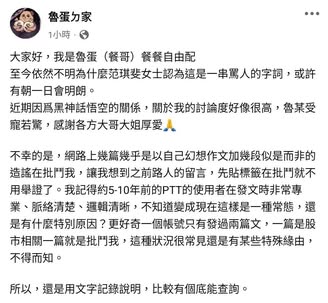 魯蛋ㄉ家
1小時 ·
大家好，我是魯蛋（餐哥）餐餐自由配
至今依然不明為什麼范琪斐女士認為這是一串罵人的字詞，或許
有朝一日會明朗。
近期因爲黑神話悟空的關係，關於我的討論度好像很高，魯某受
寵若驚，感謝各方大哥大姐厚愛🙏
不幸的是，網路上幾篇幾乎是以自己幻想作文加幾段似是而非的
造謠在批鬥我，讓我想到之前路人的留言，先貼標籤在批鬥就不
用舉證了。我記得約5-10年前的PTT的使用者在發文時非常專
業、脈絡清楚、邏輯清晰，不知道變成現在這樣是一種常態，還
是有什麼特別原因？更好奇一個帳號只有發過兩篇文，一篇是股
市相關一篇就是批鬥我，這種狀況很常見還是有某些特殊緣由，
不得而知。
所以，還是用文字記錄說明，比較有個底能查詢。